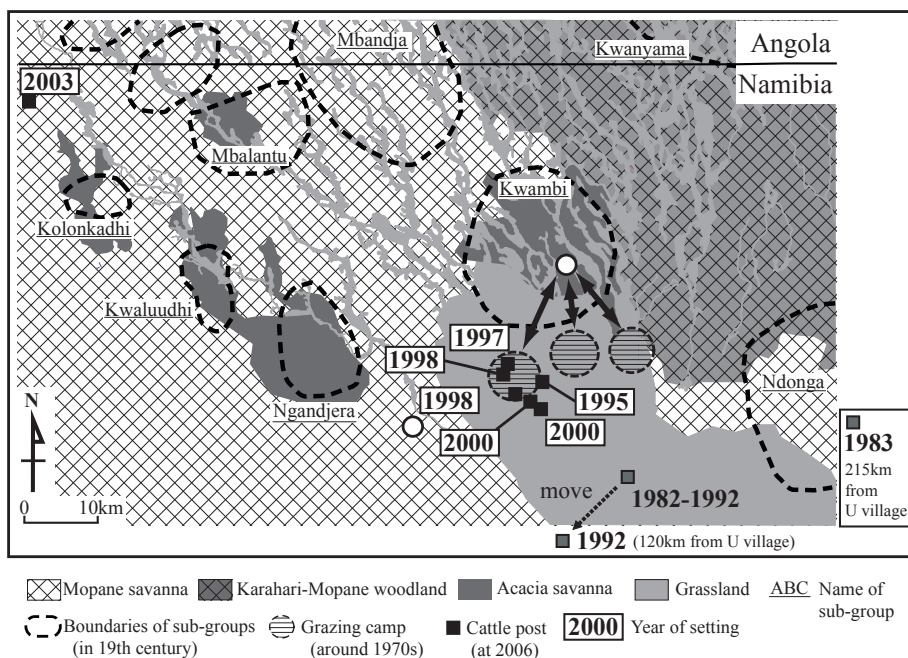 Mbandja
Kwanyama
Angola
Namibia
2003
Mbalantu
Kwambi
Kolonkadhi
Kwaluudhi
1997
1998
Ndonga
N
Ngandjera
1998
1995
2000
2000
1983
215km
from
U village
10km
0
move
1982-1992
1992 (120km from U village)
Mopane savanna
Karahari-Mopane woodland
Acacia savanna
Grassland
ABC Name of
sub-group
Boundaries of sub-groups
(in 19th century)
Grazing camp
(around 1970s)
Cattle post
(at 2006)
2000 Year of setting